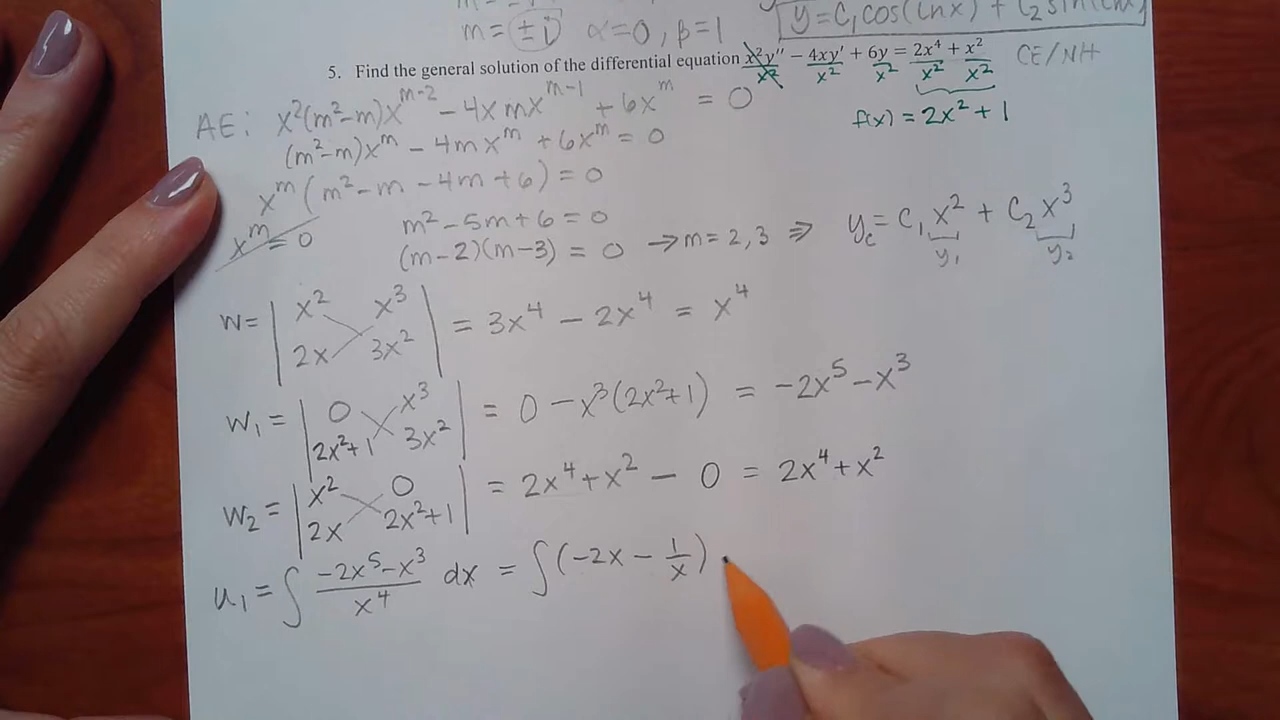 m = ±i α=0, β=1 y = C₁cos(lnx) + C₂sin(lnx)
5. Find the general solution of the differential equation x²y'' − 4xy' + 6y = 2x⁴ + x² CE/NH
x² x² x² x² x²
f(x) = 2x² + 1
AE: x²(m²−m)x^(m−2) − 4x m x^(m−1) + 6x^m = 0
(m²−m)x^m − 4mx^m + 6x^m = 0
x^m (m² − m − 4m + 6) = 0
x^m = 0 m² − 5m + 6 = 0
(m−2)(m−3) = 0 → m = 2, 3 ⇒ y_c = C₁x² + C₂x³
y₁ y₂
W = | x² x³ | = 3x⁴ − 2x⁴ = x⁴
2x 3x²
W₁ = | 0 x³ | = 0 − x³(2x²+1) = −2x⁵ − x³
2x²+1 3x²
W₂ = | x² 0 | = 2x⁴ + x² − 0 = 2x⁴ + x²
2x 2x²+1
u₁ = ∫ (−2x⁵ − x³)/x⁴ dx = ∫(−2x − 1/x)